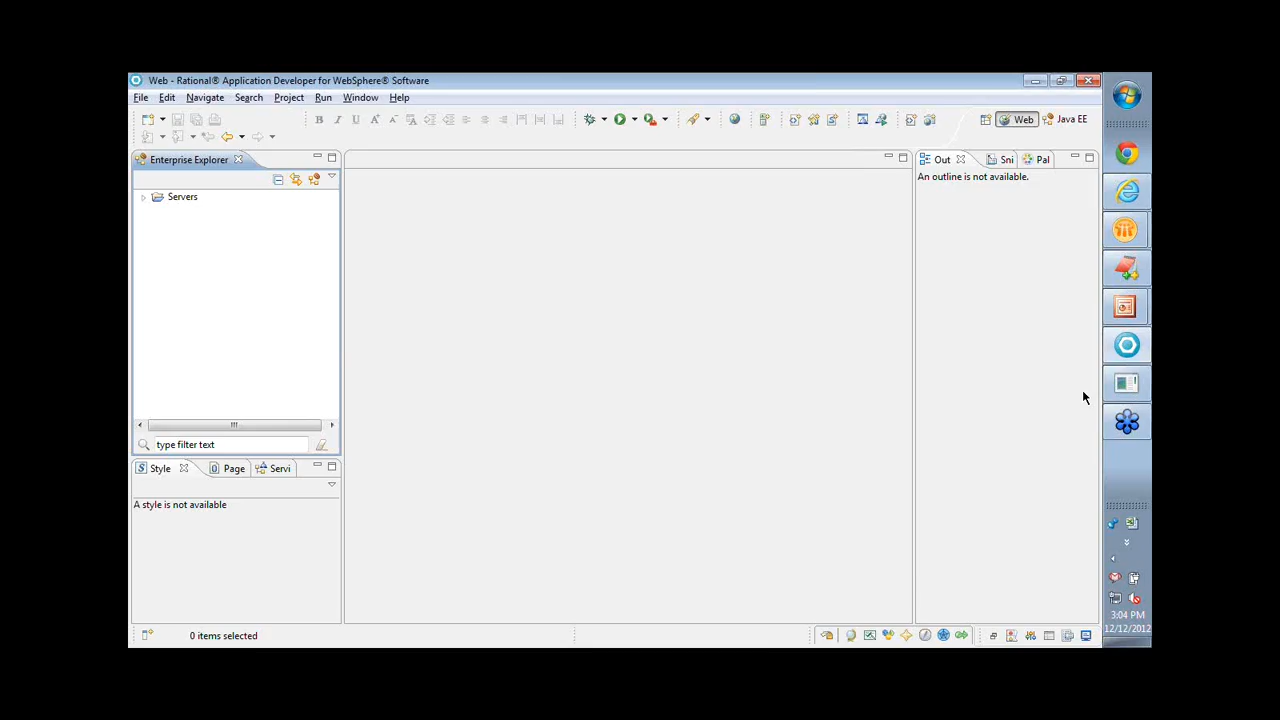 Web - Rational® Application Developer for WebSphere® Software
File Edit Navigate Search Project Run Window Help
B I U A A
Web Java EE
Enterprise Explorer
Out Sni Pal
An outline is not available.
Servers
type filter text
Style Page Servi
A style is not available
0 items selected
3:04 PM
12/12/2012